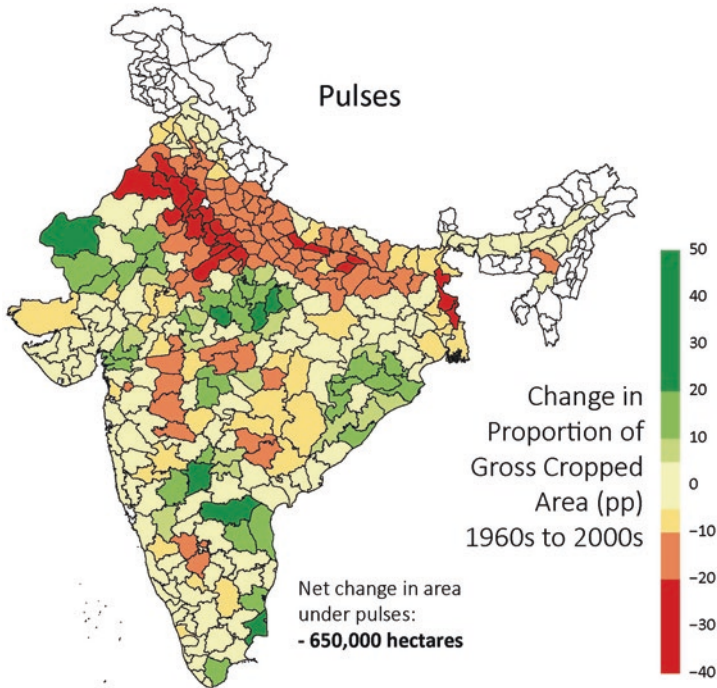 Pulses
50
40
30
20
10
0
−10
−20
−30
−40
Change in
Proportion of
Gross Cropped
Area (pp)
1960s to 2000s
Net change in area
under pulses:
- 650,000 hectares